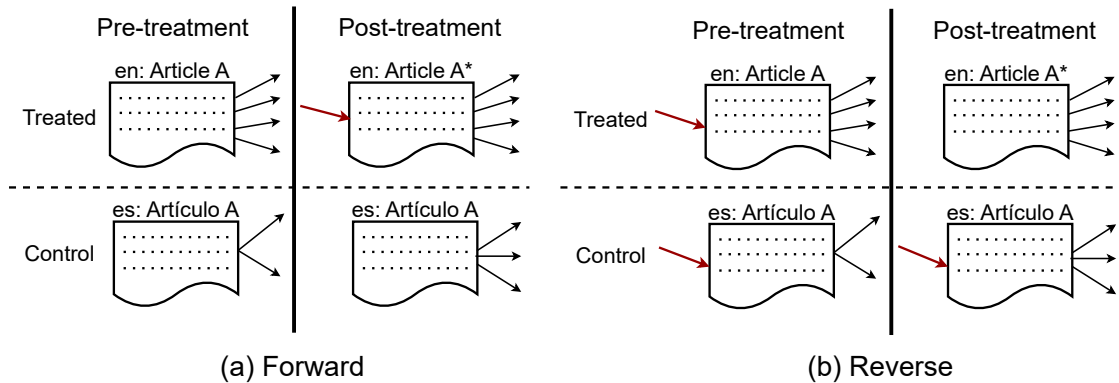 Pre-treatment
Post-treatment
en: Article A
en: Article A*
Treated
es: Artículo A
es: Artículo A
Control
(a) Forward
Pre-treatment
Post-treatment
en: Article A
en: Article A*
Treated
es: Artículo A
es: Artículo A
Control
(b) Reverse